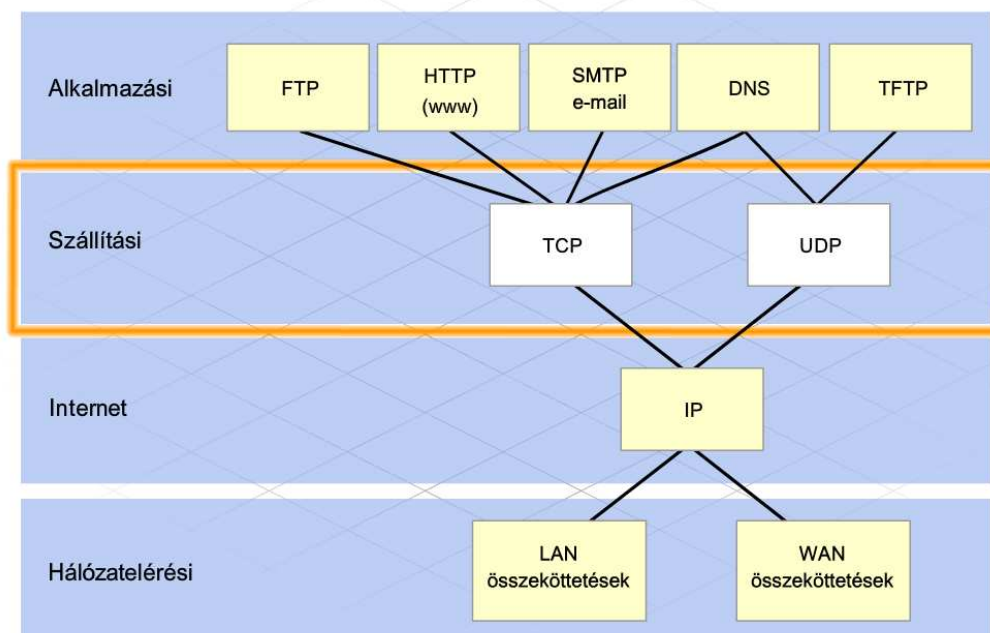 Alkalmazási
FTP
HTTP
(www)
SMTP
e-mail
DNS
TFTP
Szállítási
TCP
UDP
Internet
IP
Hálózatelérési
LAN
összeköttetések
WAN
összeköttetések